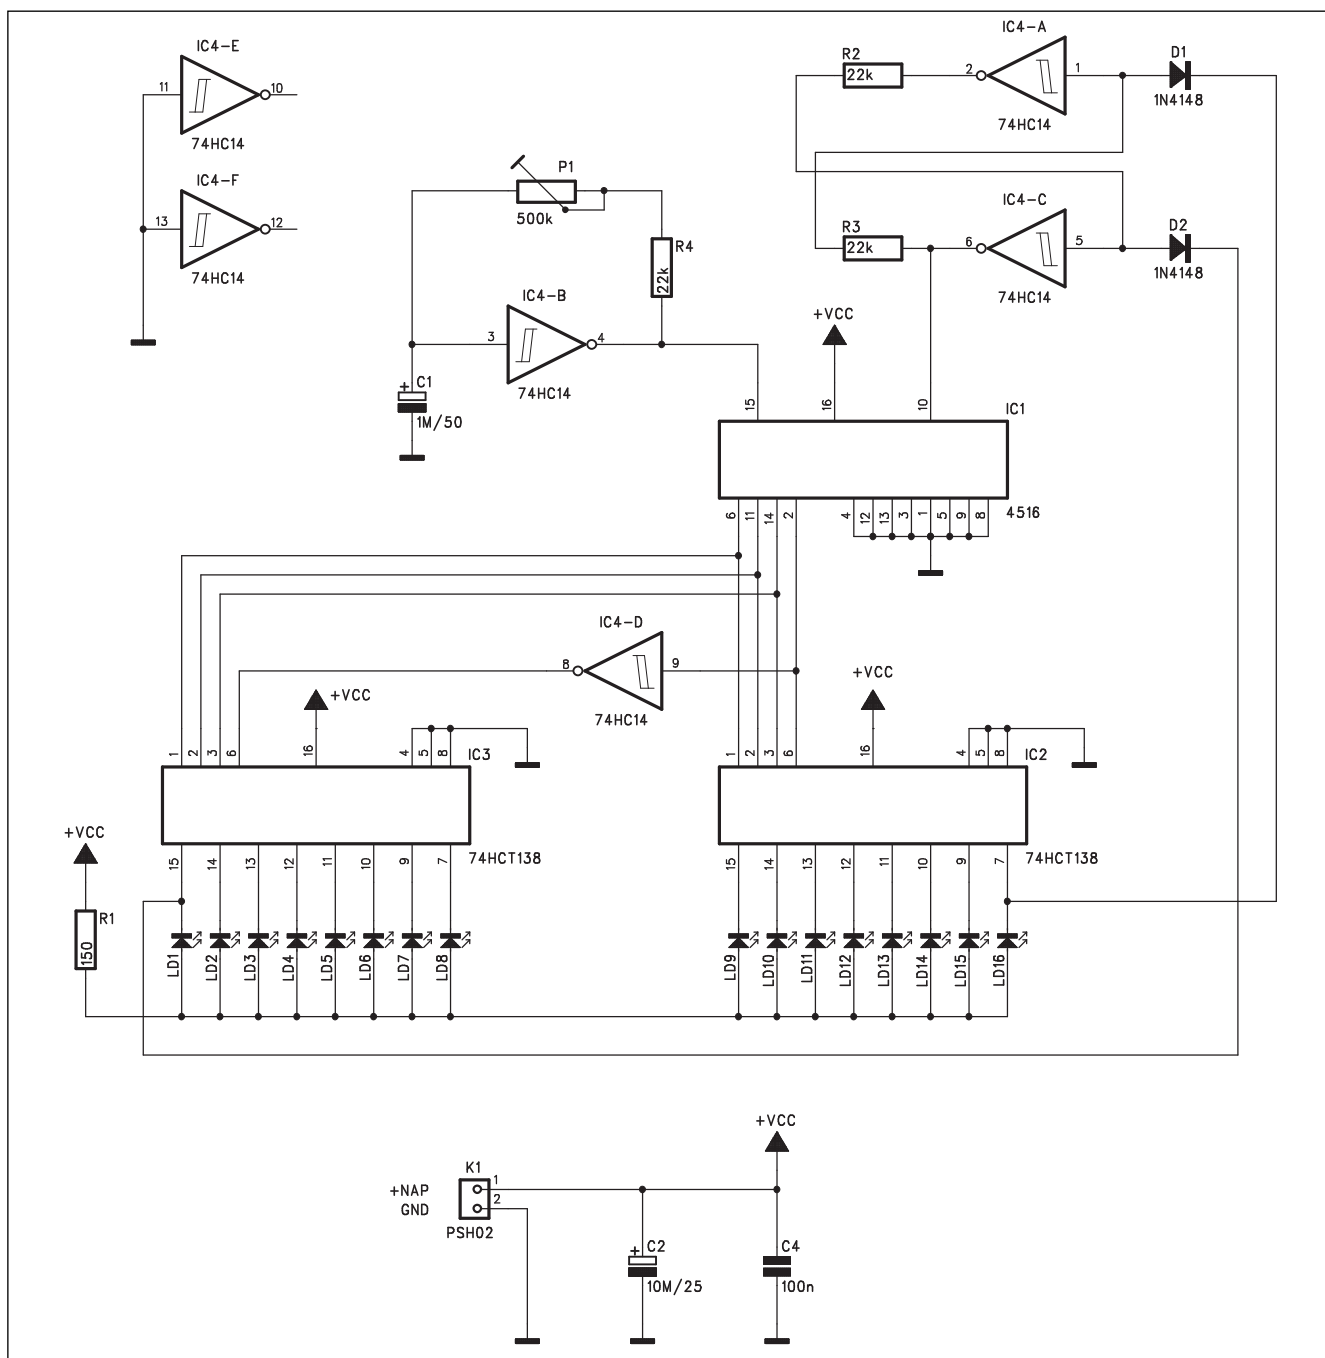 IC4-E
11
10
74HC14
IC4-F
13
12
74HC14
P1
500k
R4
22k
IC4-B
3
4
74HC14
C1
+
1M/50
IC4-A
R2
22k
2
1
74HC14
D1
1N4148
IC4-C
R3
22k
6
5
74HC14
D2
1N4148
+VCC
15
16
10
IC1
6
11
14
2
4
12
13
3
1
5
9
8
4516
IC4-D
8
9
74HC14
+VCC
+VCC
1
2
3
6
16
4
5
8
IC3
1
2
3
6
16
4
5
8
IC2
+VCC
15
14
13
12
11
10
9
7
74HCT138
15
14
13
12
11
10
9
7
74HCT138
R1
150
LD1
LD2
LD3
LD4
LD5
LD6
LD7
LD8
LD9
LD10
LD11
LD12
LD13
LD14
LD15
LD16
+VCC
K1
+NAP
1
GND
2
PSH02
C2
+
10M/25
C4
100n